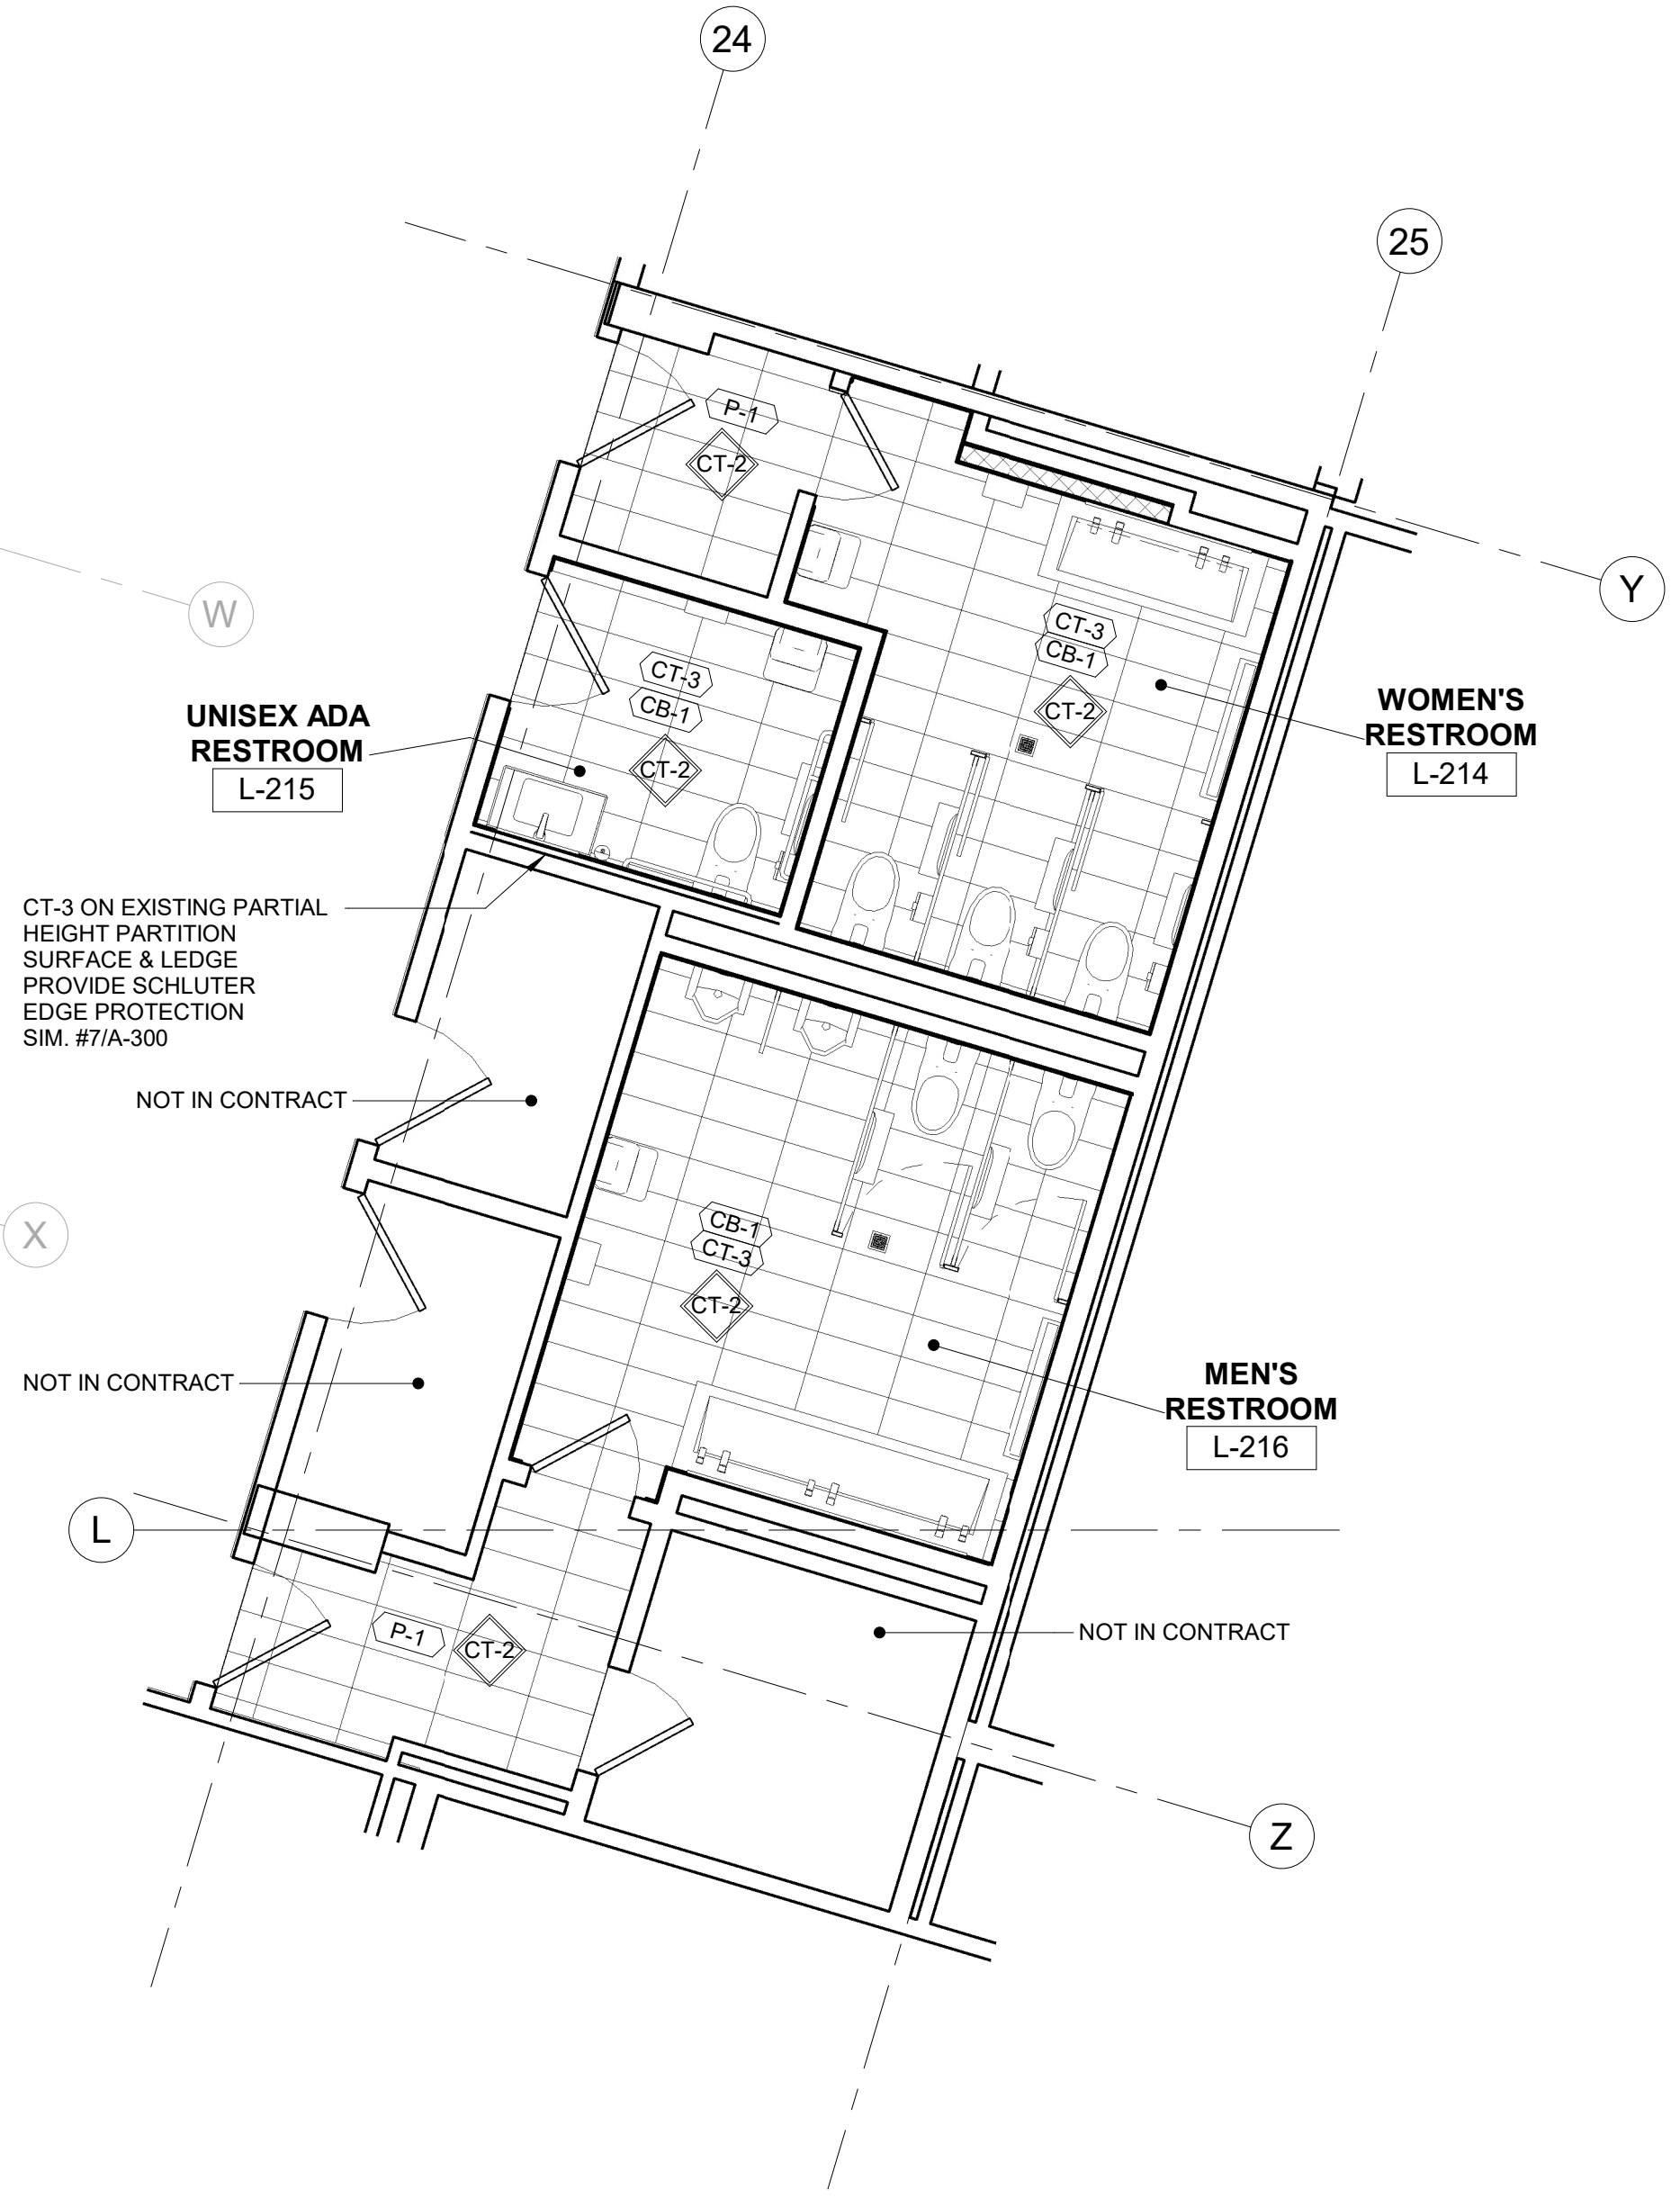 24
25
P-1
CT-2
W
Y
CT-3
CB-1
CT-2
CT-3
CB-1
CT-2
UNISEX ADA
RESTROOM
L-215
WOMEN'S
RESTROOM
L-214
CT-3 ON EXISTING PARTIAL
HEIGHT PARTITION
SURFACE & LEDGE
PROVIDE SCHLUTER
EDGE PROTECTION
SIM. #7/A-300
NOT IN CONTRACT
X
CB-1
CT-3
CT-2
NOT IN CONTRACT
MEN'S
RESTROOM
L-216
L
P-1
CT-2
NOT IN CONTRACT
Z